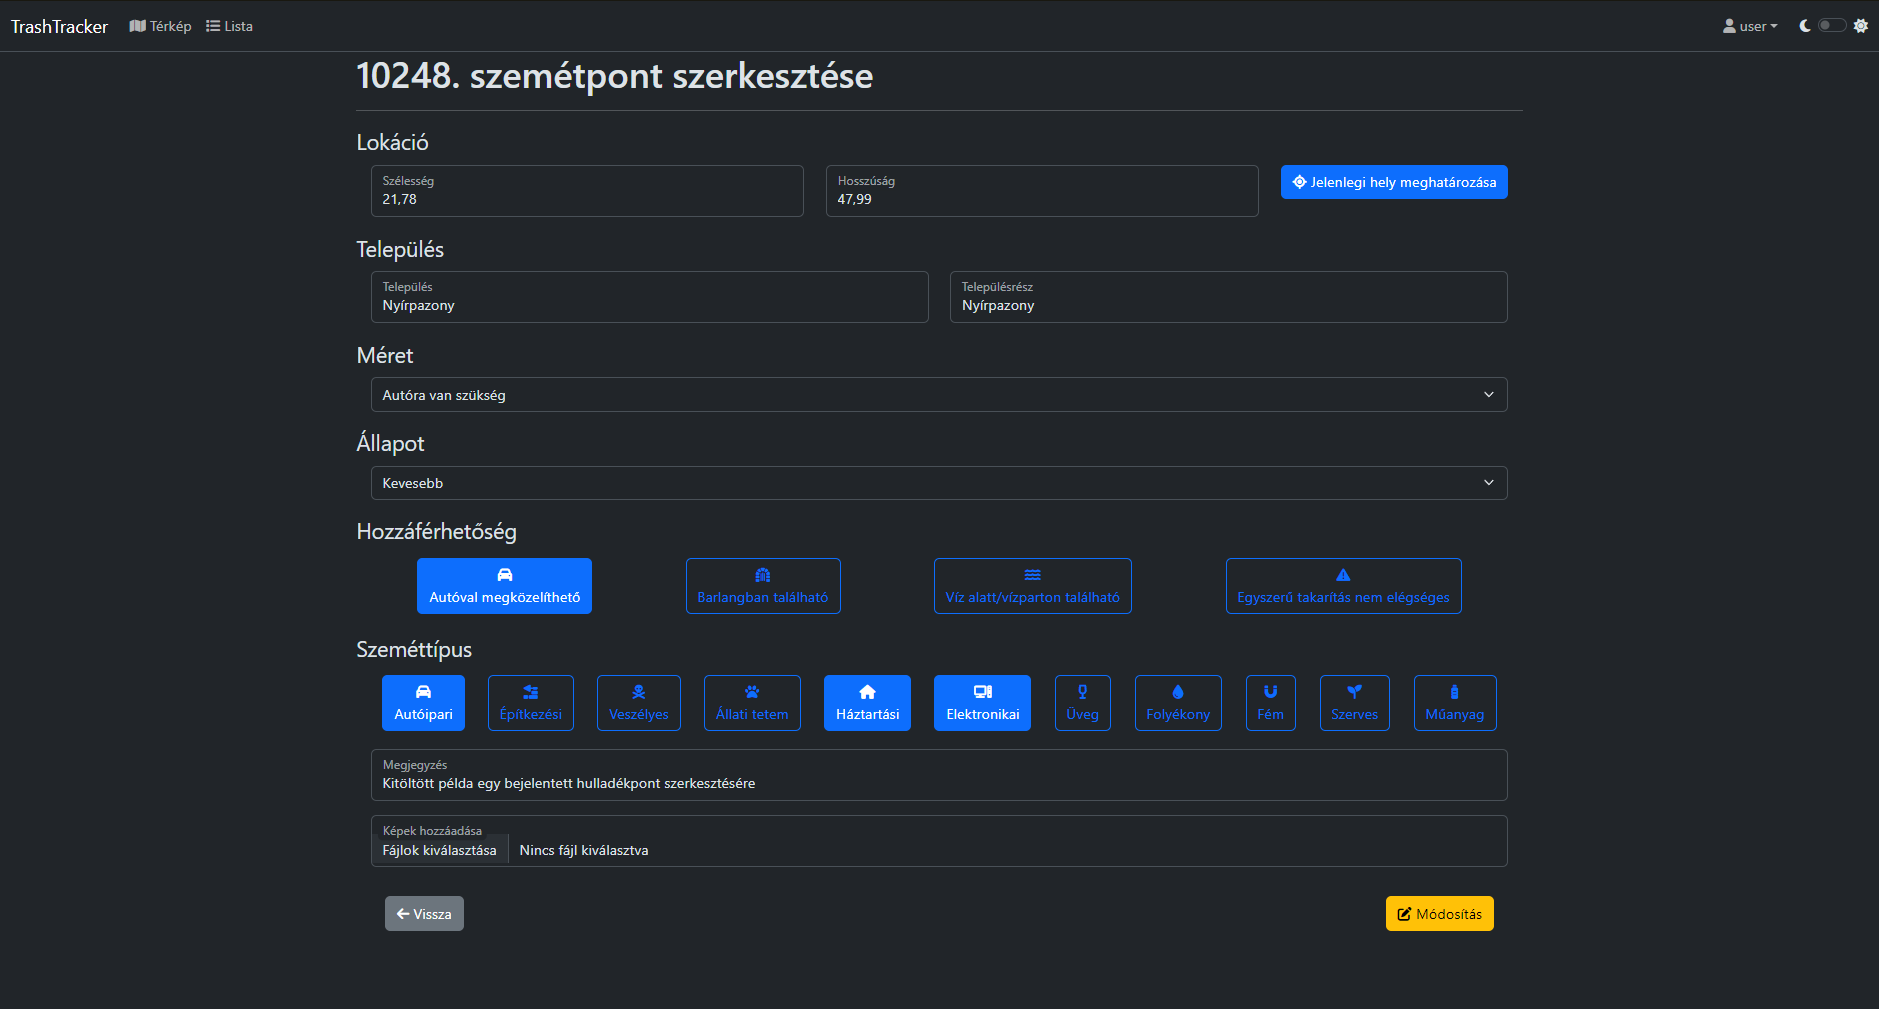 TrashTracker Térkép Lista user
10248. szemétpont szerkesztése
Lokáció
Szélesség
21,78
Hosszúság
47,99
Jelenlegi hely meghatározása
Település
Település
Nyírpazony
Településrész
Nyírpazony
Méret
Autóra van szükség
Állapot
Kevesebb
Hozzáférhetőség
Autóval megközelíthető
Barlangban található
Víz alatt/vízparton található
Egyszerű takarítás nem elégséges
Szeméttípus
Autóipari
Építkezési
Veszélyes
Állati tetem
Háztartási
Elektronikai
Üveg
Folyékony
Fém
Szerves
Műanyag
Megjegyzés
Kitöltött példa egy bejelentett hulladékpont szerkesztésére
Képek hozzáadása
Fájlok kiválasztása Nincs fájl kiválasztva
Vissza
Módosítás